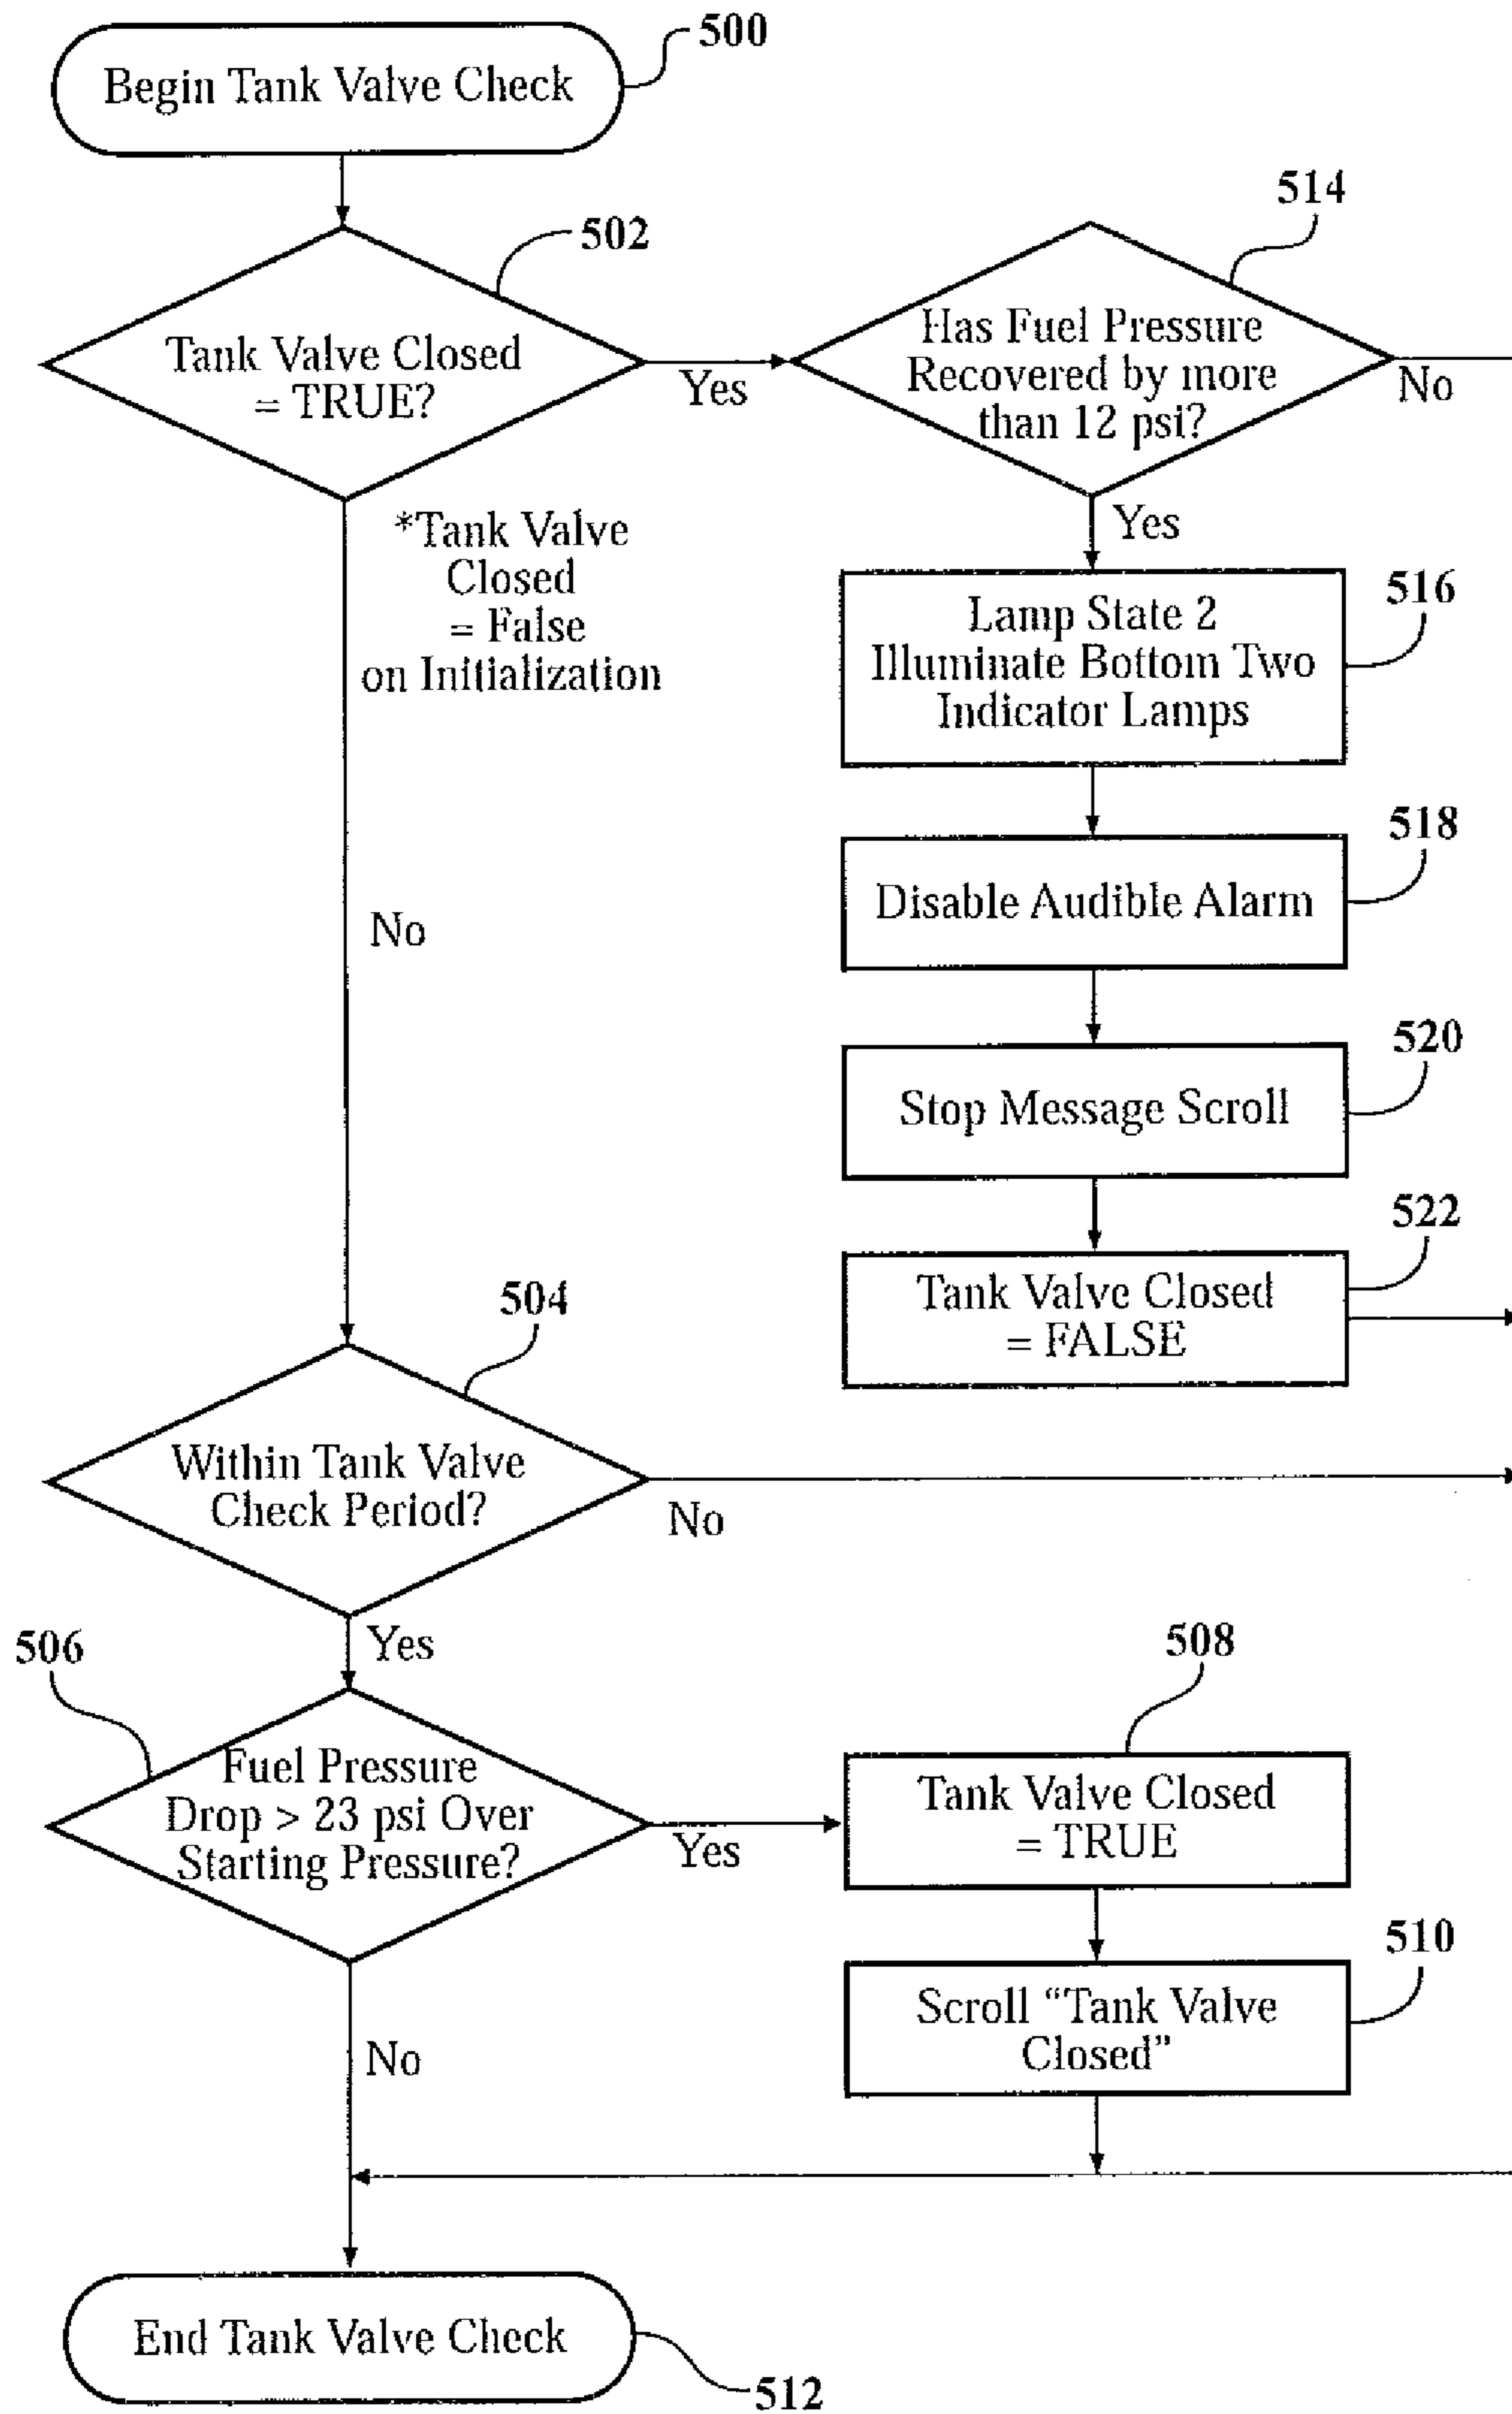 500
Begin Tank Valve Check
502
Tank Valve Closed
= TRUE?
Yes
514
Has Fuel Pressure
Recovered by more
than 12 psi?
No
*Tank Valve
Closed
= False
on Initialization
Yes
516
Lamp State 2
Illuminate Bottom Two
Indicator Lamps
518
Disable Audible Alarm
No
520
Stop Message Scroll
522
Tank Valve Closed
= FALSE
504
Within Tank Valve
Check Period?
No
Yes
506
Fuel Pressure
Drop > 23 psi Over
Starting Pressure?
Yes
508
Tank Valve Closed
= TRUE
510
Scroll “Tank Valve
Closed”
No
End Tank Valve Check
512